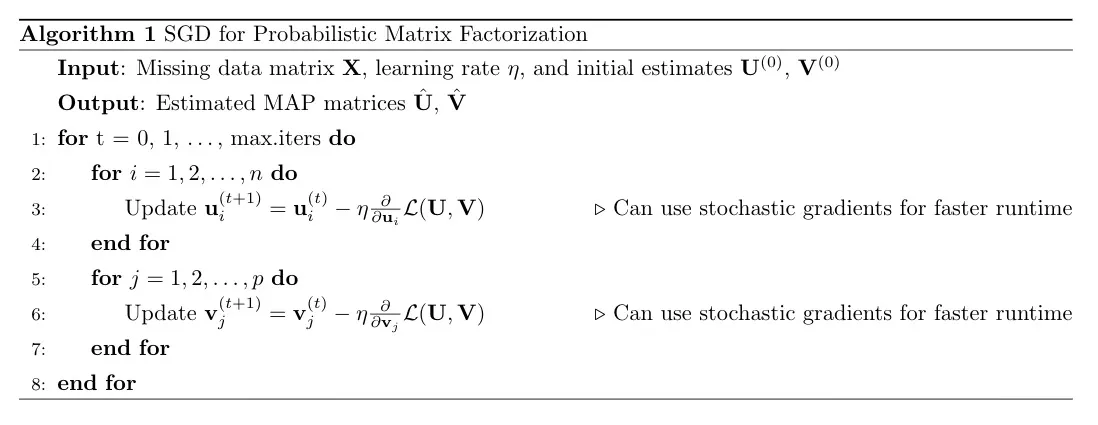 Algorithm 1 SGD for Probabilistic Matrix Factorization
Input: Missing data matrix X, learning rate η, and initial estimates U^(0), V^(0)
Output: Estimated MAP matrices Û, V̂
1: for t = 0, 1, ..., max.iters do
2: for i = 1, 2, ..., n do
3: Update u_i^(t+1) = u_i^(t) − η ∂/∂u_i L(U, V) ▷ Can use stochastic gradients for faster runtime
4: end for
5: for j = 1, 2, ..., p do
6: Update v_j^(t+1) = v_j^(t) − η ∂/∂v_j L(U, V) ▷ Can use stochastic gradients for faster runtime
7: end for
8: end for